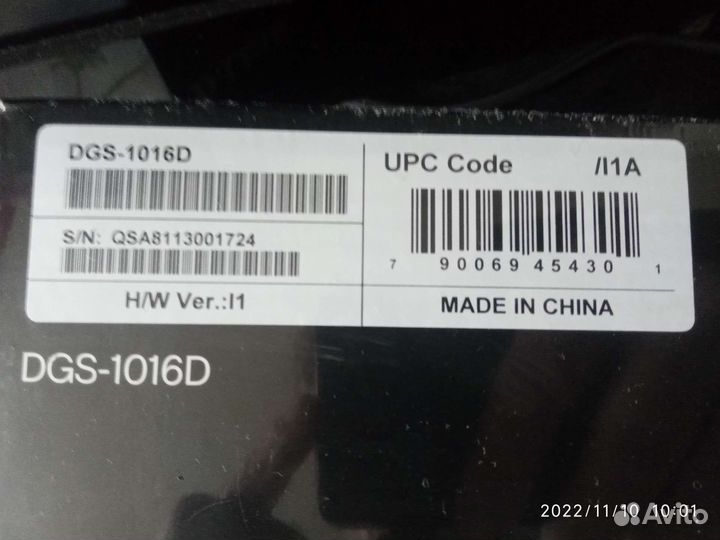 DGS-1016D
S/N: QSA8113001724
H/W Ver.:I1
UPC Code /I1A
7 90069 45430 1
MADE IN CHINA
DGS-1016D
2022/11/10 10:01
Avito